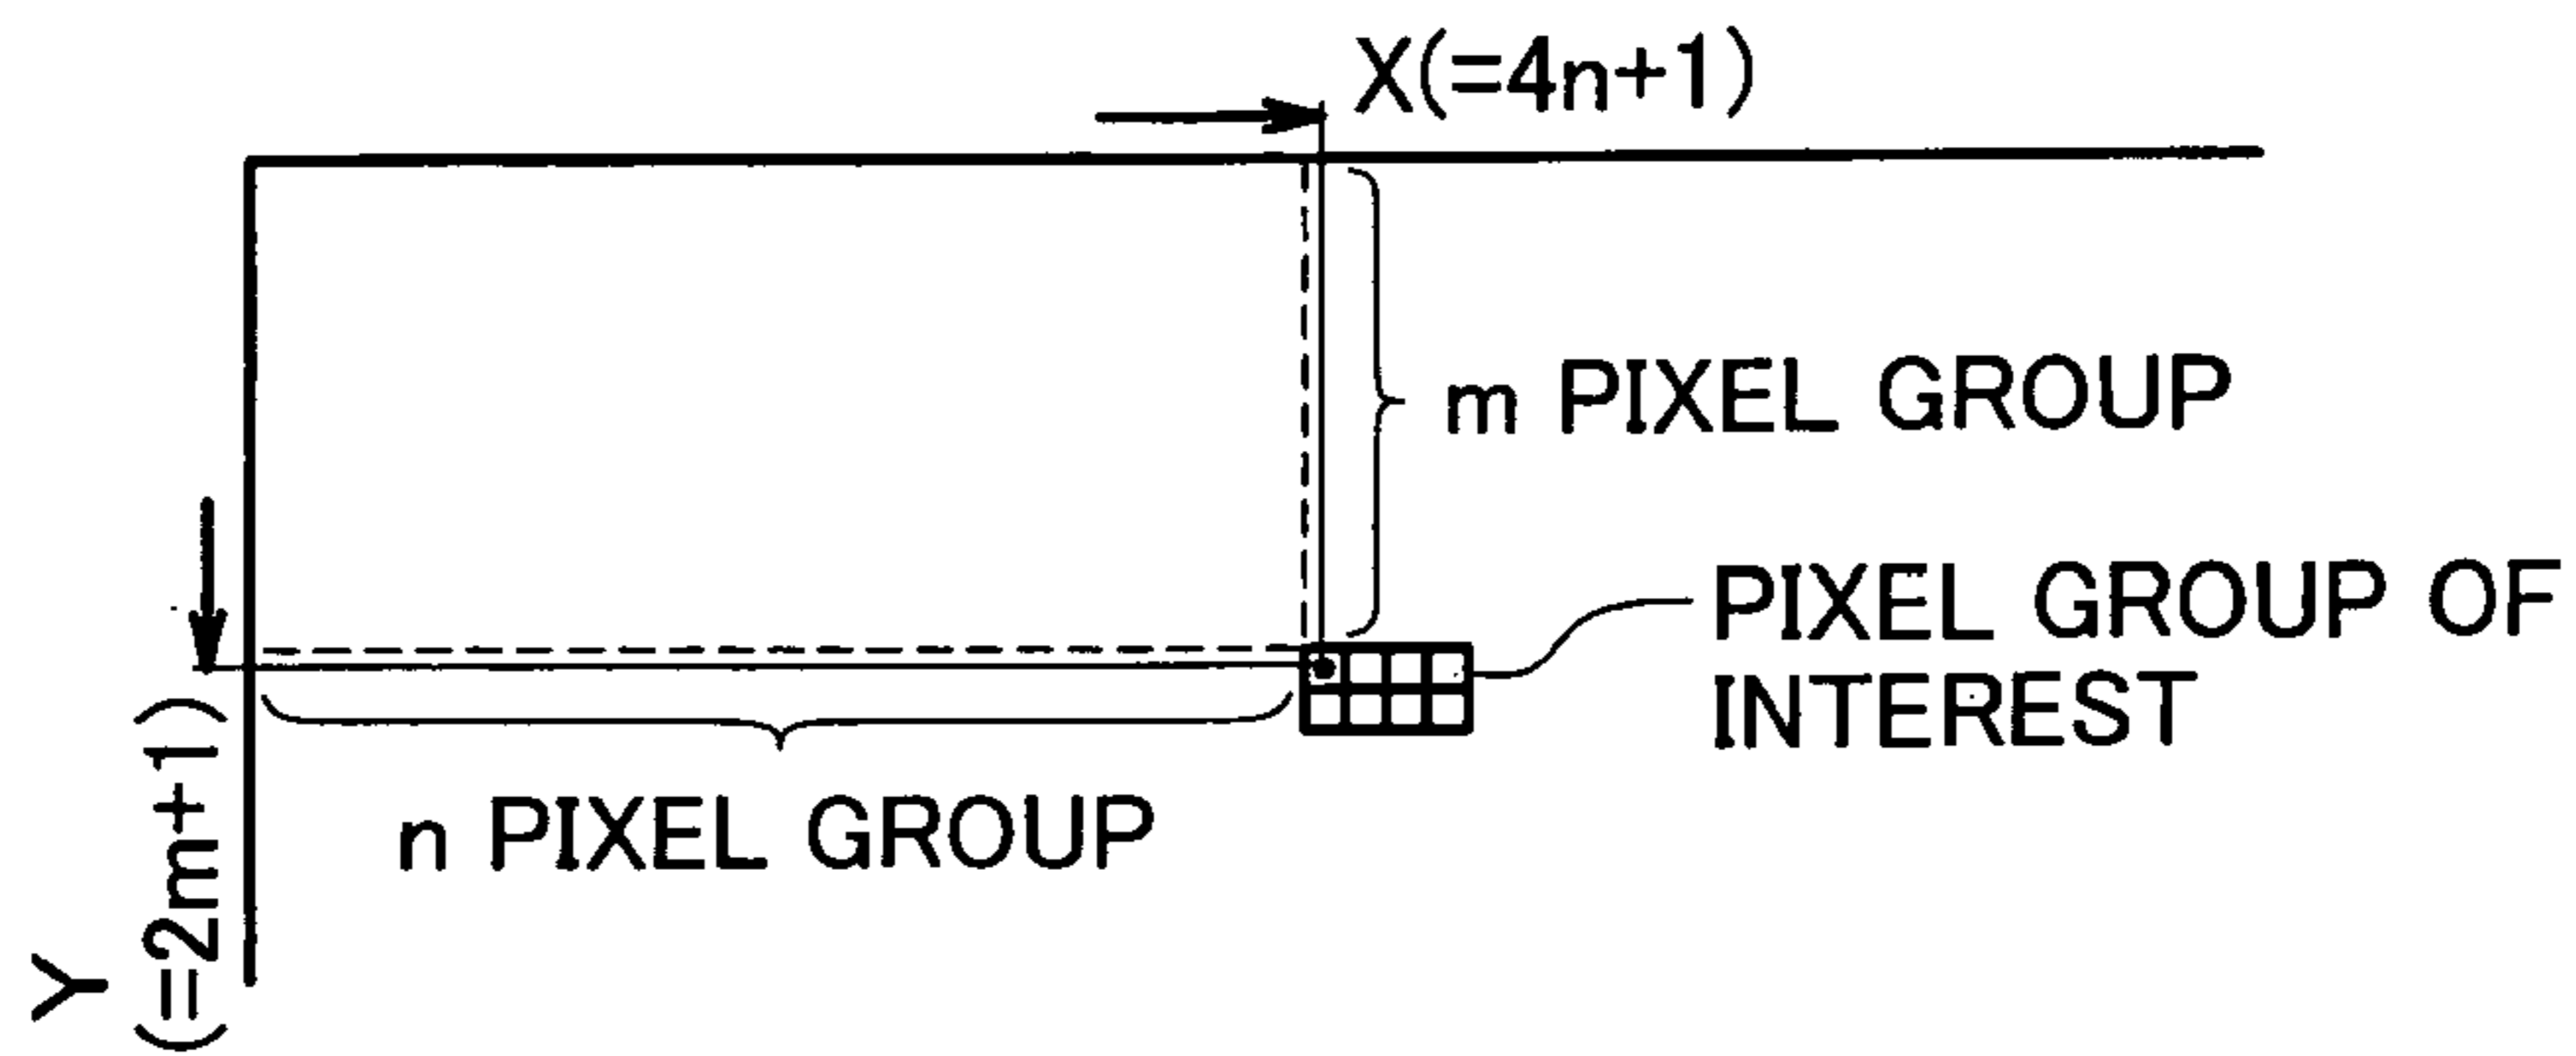 X(=4n+1)
m PIXEL GROUP
PIXEL GROUP OF
INTEREST
n PIXEL GROUP
Y
(=2m+1)